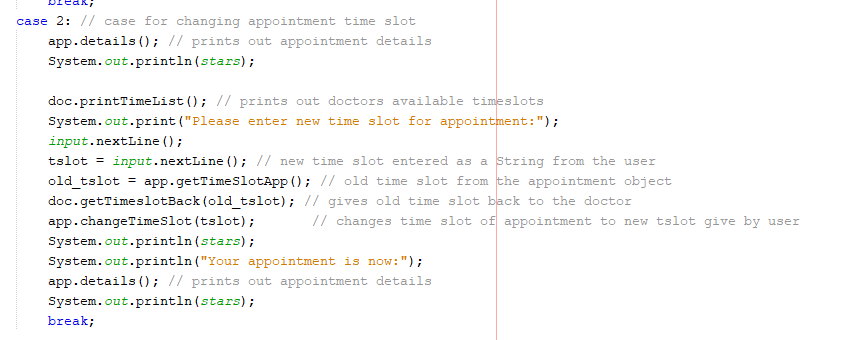 break;
case 2: // case for changing appointment time slot
app.details(); // prints out appointment details
System.out.println(stars);
doc.printTimeList(); // prints out doctors available timeslots
System.out.print("Please enter new time slot for appointment:");
input.nextLine();
tslot = input.nextLine(); // new time slot entered as a String from the user
old_tslot = app.getTimeSlotApp(); // old time slot from the appointment object
doc.getTimeslotBack(old_tslot); // gives old time slot back to the doctor
app.changeTimeSlot(tslot); // changes time slot of appointment to new tslot give by user
System.out.println(stars);
System.out.println("Your appointment is now:");
app.details(); // prints out appointment details
System.out.println(stars);
break;